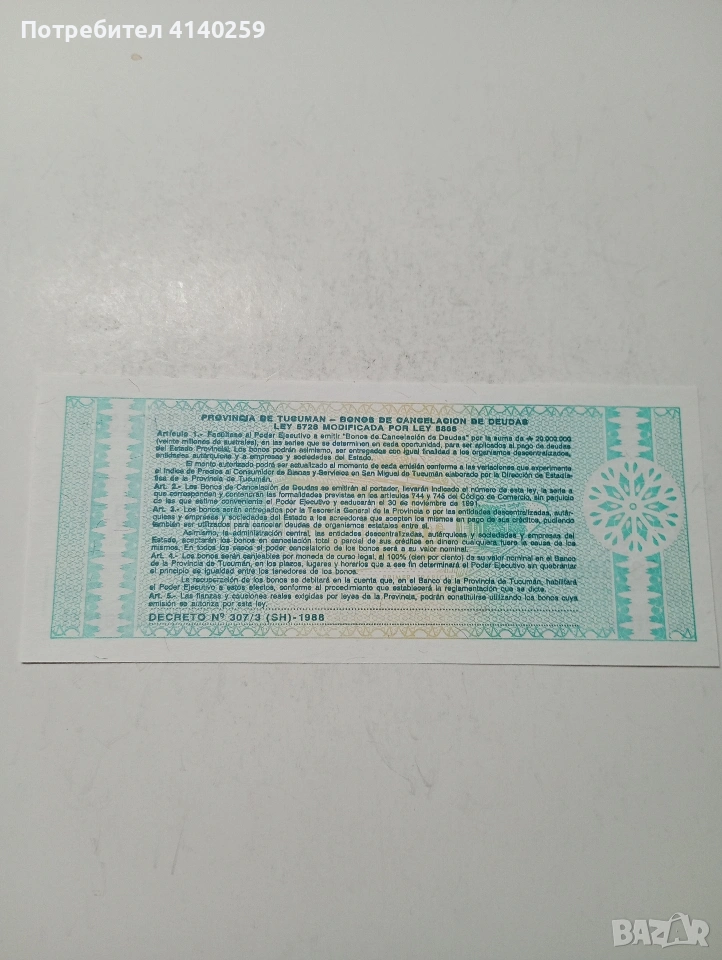 Потребител 4140259
PROVINCIA DE TUCUMAN – BONOS DE CANCELACION DE DEUDAS
LEY 5728 MODIFICADA POR LEY 5866
Artículo 1.- Facúltase al Poder Ejecutivo a emitir "Bonos de Cancelación de Deudas" por la suma de ₳ 20.000.000
(veinte millones de australes), en las series que se determinen en cada oportunidad, para ser aplicados al pago de deudas
del Estado Provincial. Los bonos podrán asimismo, ser entregados con igual finalidad a los organismos descentralizados,
entidades autárquicas y a empresas y sociedades del Estado.
El monto autorizado podrá ser actualizado al momento de cada emisión conforme a las variaciones que experimente
el Indice de Precios al Consumidor de Bienes y Servicios en San Miguel de Tucumán elaborado por la Dirección de Estadís-
tica de la Provincia de Tucumán.
Art. 2.- Los Bonos de Cancelación de Deudas se emitirán al portador, llevarán indicado el número de esta ley, la serie a
que corresponden y contendrán las formalidades previstas en los artículos 744 y 746 del Código de Comercio, sin perjuicio
de las que estime conveniente el Poder Ejecutivo y caducarán el 30 de noviembre de 1991.
Art. 3.- Los bonos serán entregados por la Tesorería General de la Provincia o por las entidades descentralizadas, autár-
quicas y empresas y sociedades del Estado a los acreedores que acepten los mismos en pago de sus créditos, pudiendo
también ser utilizados para cancelar deudas de organismos estatales entre sí.
Asimismo, la administración central, las entidades descentralizadas, autárquicas y sociedades y empresas del
Estado, aceptarán los bonos en cancelación total o parcial de sus créditos en dinero cualquiera fuere la causa de los
mismos. En todos los casos el poder cancelatorio de los bonos será a su valor nominal.
Art. 4.- Los bonos serán canjeables por moneda de curso legal, al 100% (cien por ciento) de su valor nominal en el Banco
de la Provincia de Tucumán, en los plazos, lugares y horarios que a ese fin determinará el Poder Ejecutivo sin quebrantar
el principio de igualdad entre los tenedores de los bonos.
La recuperación de los bonos se debitará en la cuenta que, en el Banco de la Provincia de Tucumán, habilitará
el Poder Ejecutivo a estos efectos, conforme al procedimiento que establecerá la reglamentación que se dicte.
Art. 5.- Las fianzas y cauciones reales exigidas por leyes de la Provincia, podrán constituirse utilizando los bonos cuya
emisión se autoriza por esta ley.
DECRETO Nº 307/3 (SH)-1988
BAZAR